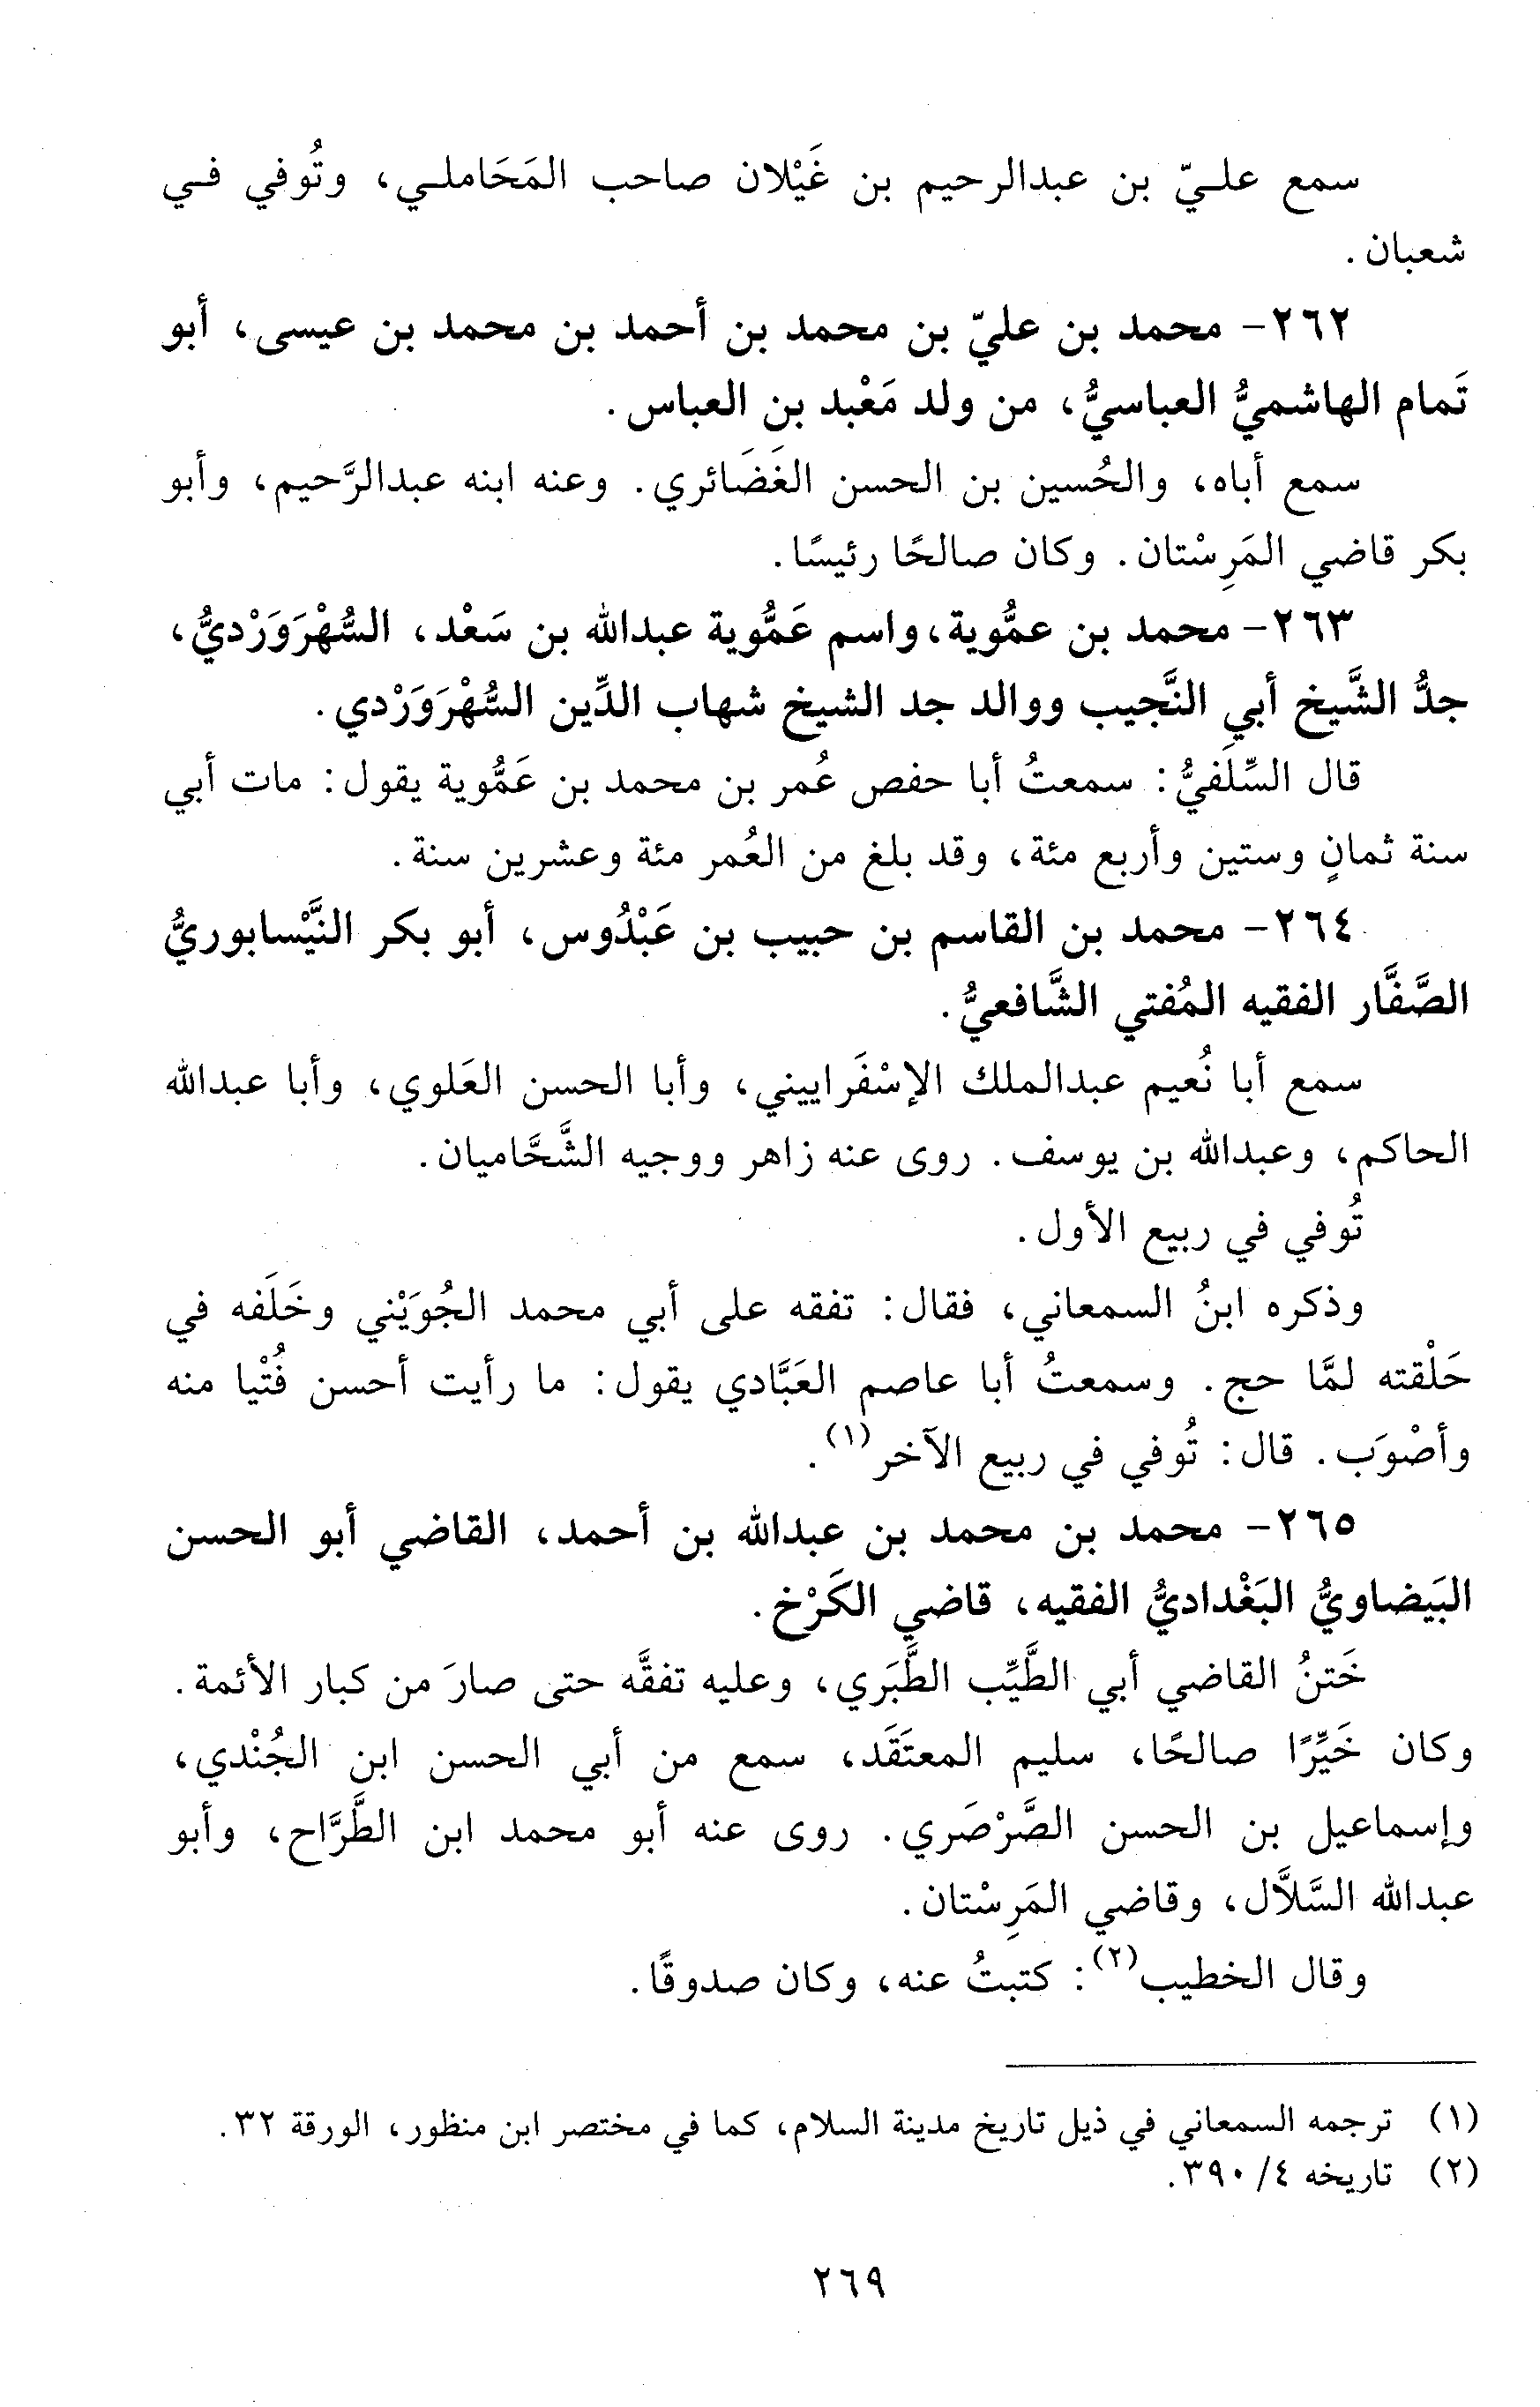 سمع عليّ بن عبدالرحيم بن غَيْلان صاحب المَحَاملي، وتُوفي في
شعبان.
٢٦٢- محمد بن عليّ بن محمد بن أحمد بن محمد بن عيسى، أبو
تَمام الهاشميُّ العباسيُّ، من ولد مَعْبد بن العباس.
سمع أباه، والحُسين بن الحسن الغَضَائري. وعنه ابنه عبدالرَّحيم، وأبو
بكر قاضي المَرِسْتان. وكان صالحًا رئيسًا.
٢٦٣- محمد بن عمُّوية، واسم عَمُّوية عبدالله بن سَعْد، السُّهْرَوَرْديُّ،
جدُّ الشَّيخ أبي النَّجيب ووالد جد الشيخ شهاب الدِّين السُّهْرَوَرْدي.
قال السِّلَفيُّ: سمعتُ أبا حفص عُمر بن محمد بن عَمُّوية يقول: مات أبي
سنة ثمانٍ وستين وأربع مئة، وقد بلغ من العُمر مئة وعشرين سنة.
٢٦٤- محمد بن القاسم بن حبيب بن عَبْدُوس، أبو بكر النَّيْسابوريُّ
الصَّفَّار الفقيه المُفتي الشَّافعيُّ.
سمع أبا نُعيم عبدالملك الإسْفَراييني، وأبا الحسن العَلوي، وأبا عبدالله
الحاكم، وعبدالله بن يوسف. روى عنه زاهر ووجيه الشَّحَّاميان.
تُوفي في ربيع الأول.
وذكره ابنُ السمعاني، فقال: تفقه على أبي محمد الجُوَيْني وخَلَفه في
حَلْقته لمَّا حج. وسمعتُ أبا عاصم العَبَّادي يقول: ما رأيت أحسن فُتْيا منه
وأصْوَب. قال: تُوفي في ربيع الآخر(١).
٢٦٥- محمد بن محمد بن عبدالله بن أحمد، القاضي أبو الحسن
البَيضاويُّ البَغْداديُّ الفقيه، قاضي الكَرْخ.
خَتنُ القاضي أبي الطَّيِّب الطَّبَري، وعليه تفقَّه حتى صارَ من كبار الأئمة.
وكان خَيِّرًا صالحًا، سليم المعتَقَد، سمع من أبي الحسن ابن الجُنْدي،
وإسماعيل بن الحسن الصَّرْصَري. روى عنه أبو محمد ابن الطَّرَّاح، وأبو
عبدالله السَّلاَّل، وقاضي المَرِسْتان.
وقال الخطيب(٢): كتبتُ عنه، وكان صدوقًا.
(١) ترجمه السمعاني في ذيل تاريخ مدينة السلام، كما في مختصر ابن منظور، الورقة ٣٢.
(٢) تاريخه ٤/ ٣٩٠.
٢٦٩